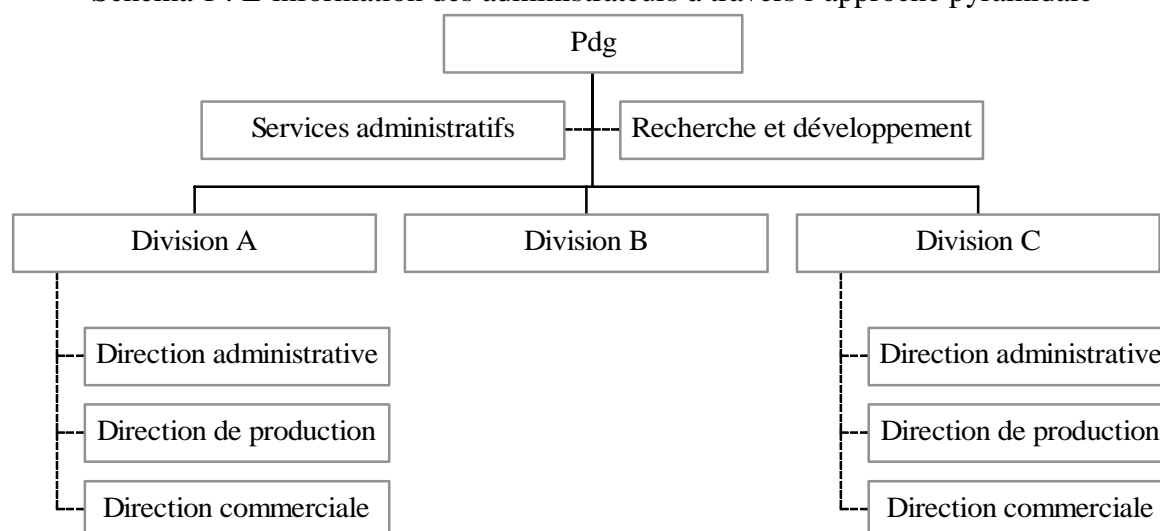 Schéma 1 : L'information des administrateurs à travers l'approche pyramidale
Pdg
Services administratifs
Recherche et développement
Division A
Division B
Division C
Direction administrative
Direction administrative
Direction de production
Direction de production
Direction commerciale
Direction commerciale